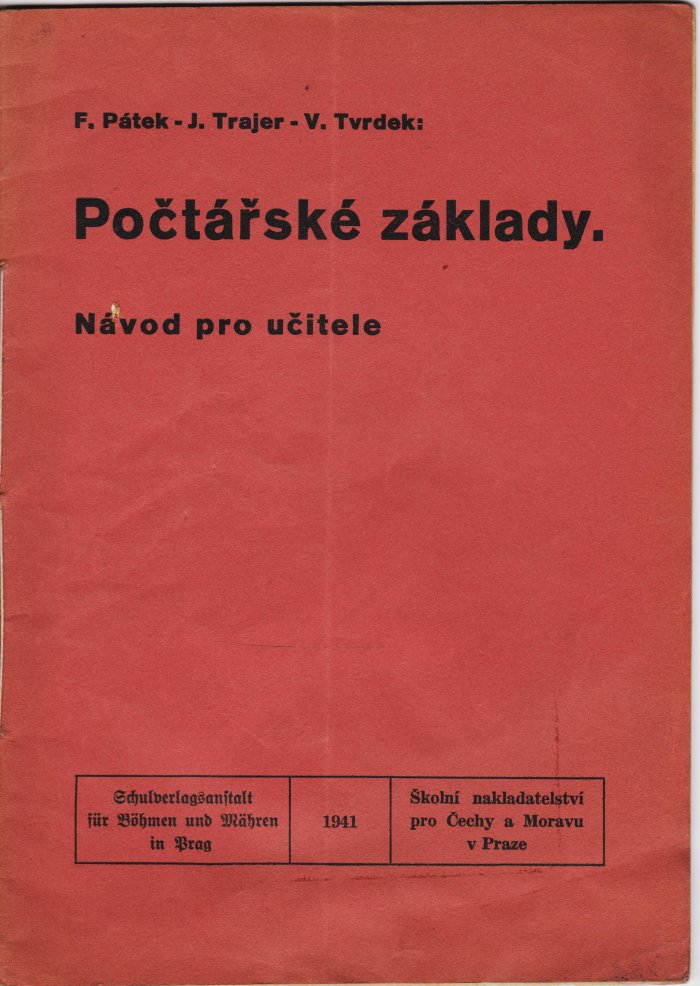 F. Pátek - J. Trajer - V. Tvrdek:
Počtářské základy.
Návod pro učitele
Schulverlagsanstalt
für Böhmen und Mähren
in Prag
1941
Školní nakladatelství
pro Čechy a Moravu
v Praze